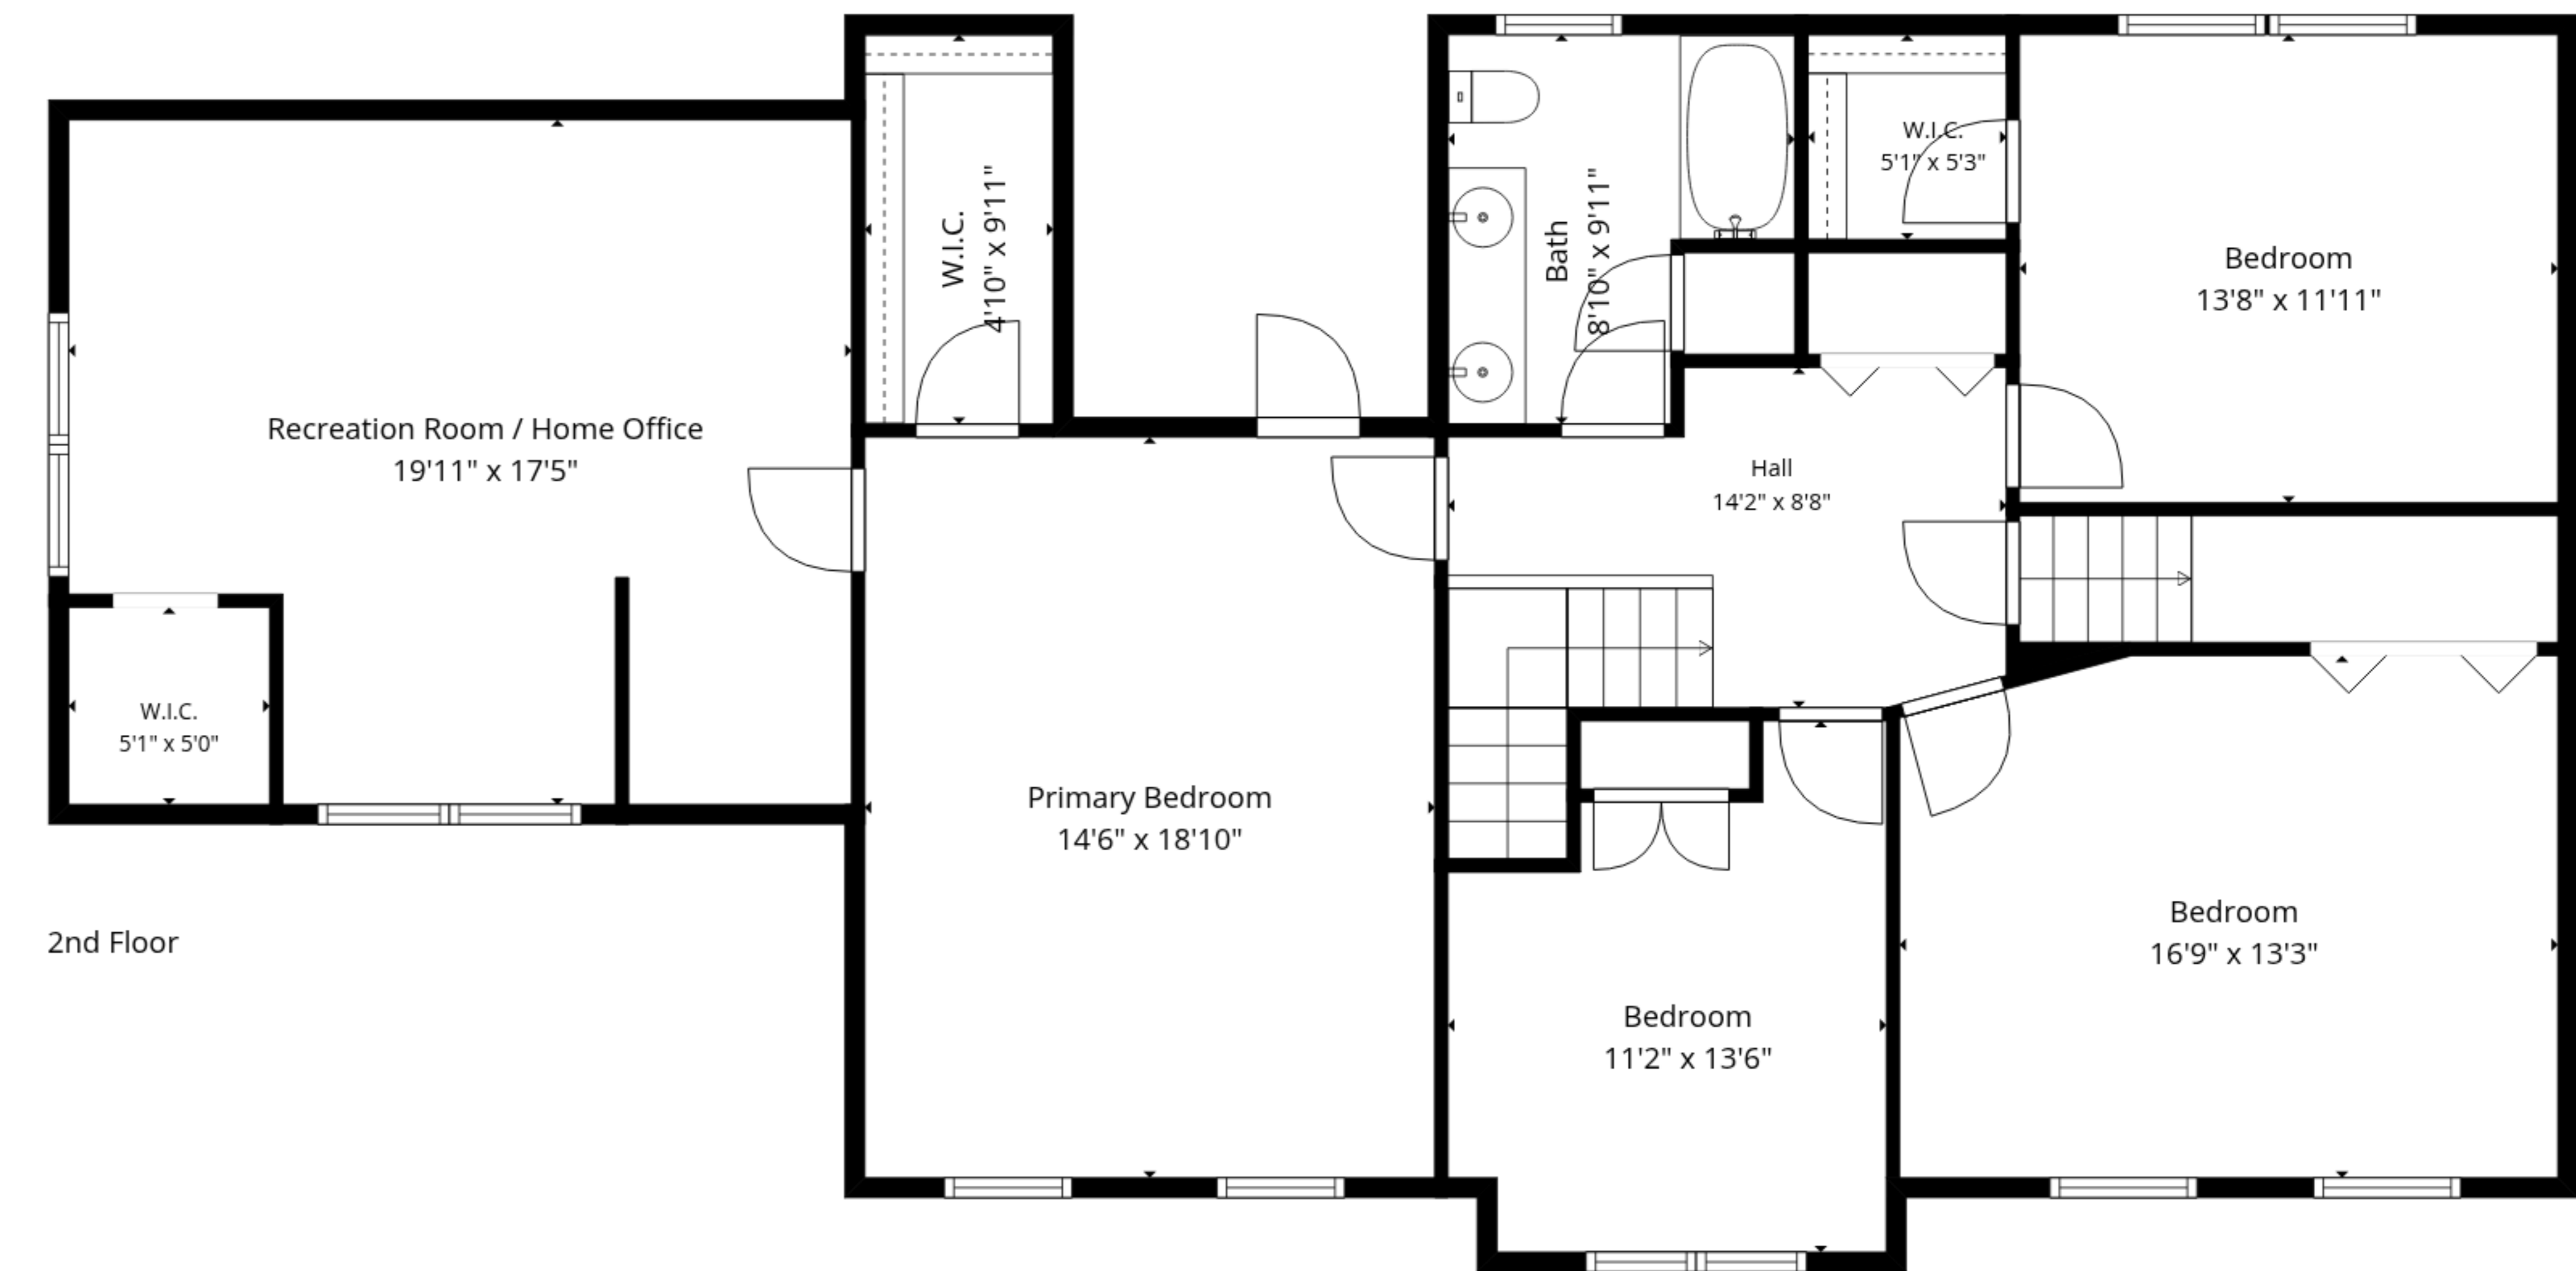 W.I.C.
4'10" x 9'11"
Bath
8'10" x 9'11"
W.I.C.
5'1" x 5'3"
Bedroom
13'8" x 11'11"
Recreation Room / Home Office
19'11" x 17'5"
Hall
14'2" x 8'8"
W.I.C.
5'1" x 5'0"
Primary Bedroom
14'6" x 18'10"
Bedroom
16'9" x 13'3"
2nd Floor
Bedroom
11'2" x 13'6"